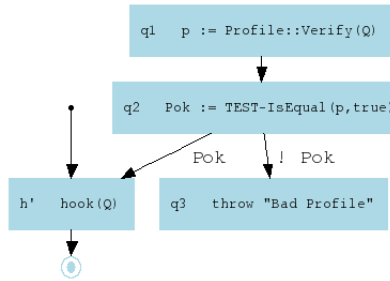 q1 p := Profile::Verify(Q)
q2 Pok := TEST-IsEqual(p,true)
Pok ! Pok
h' hook(Q) q3 throw "Bad Profile"